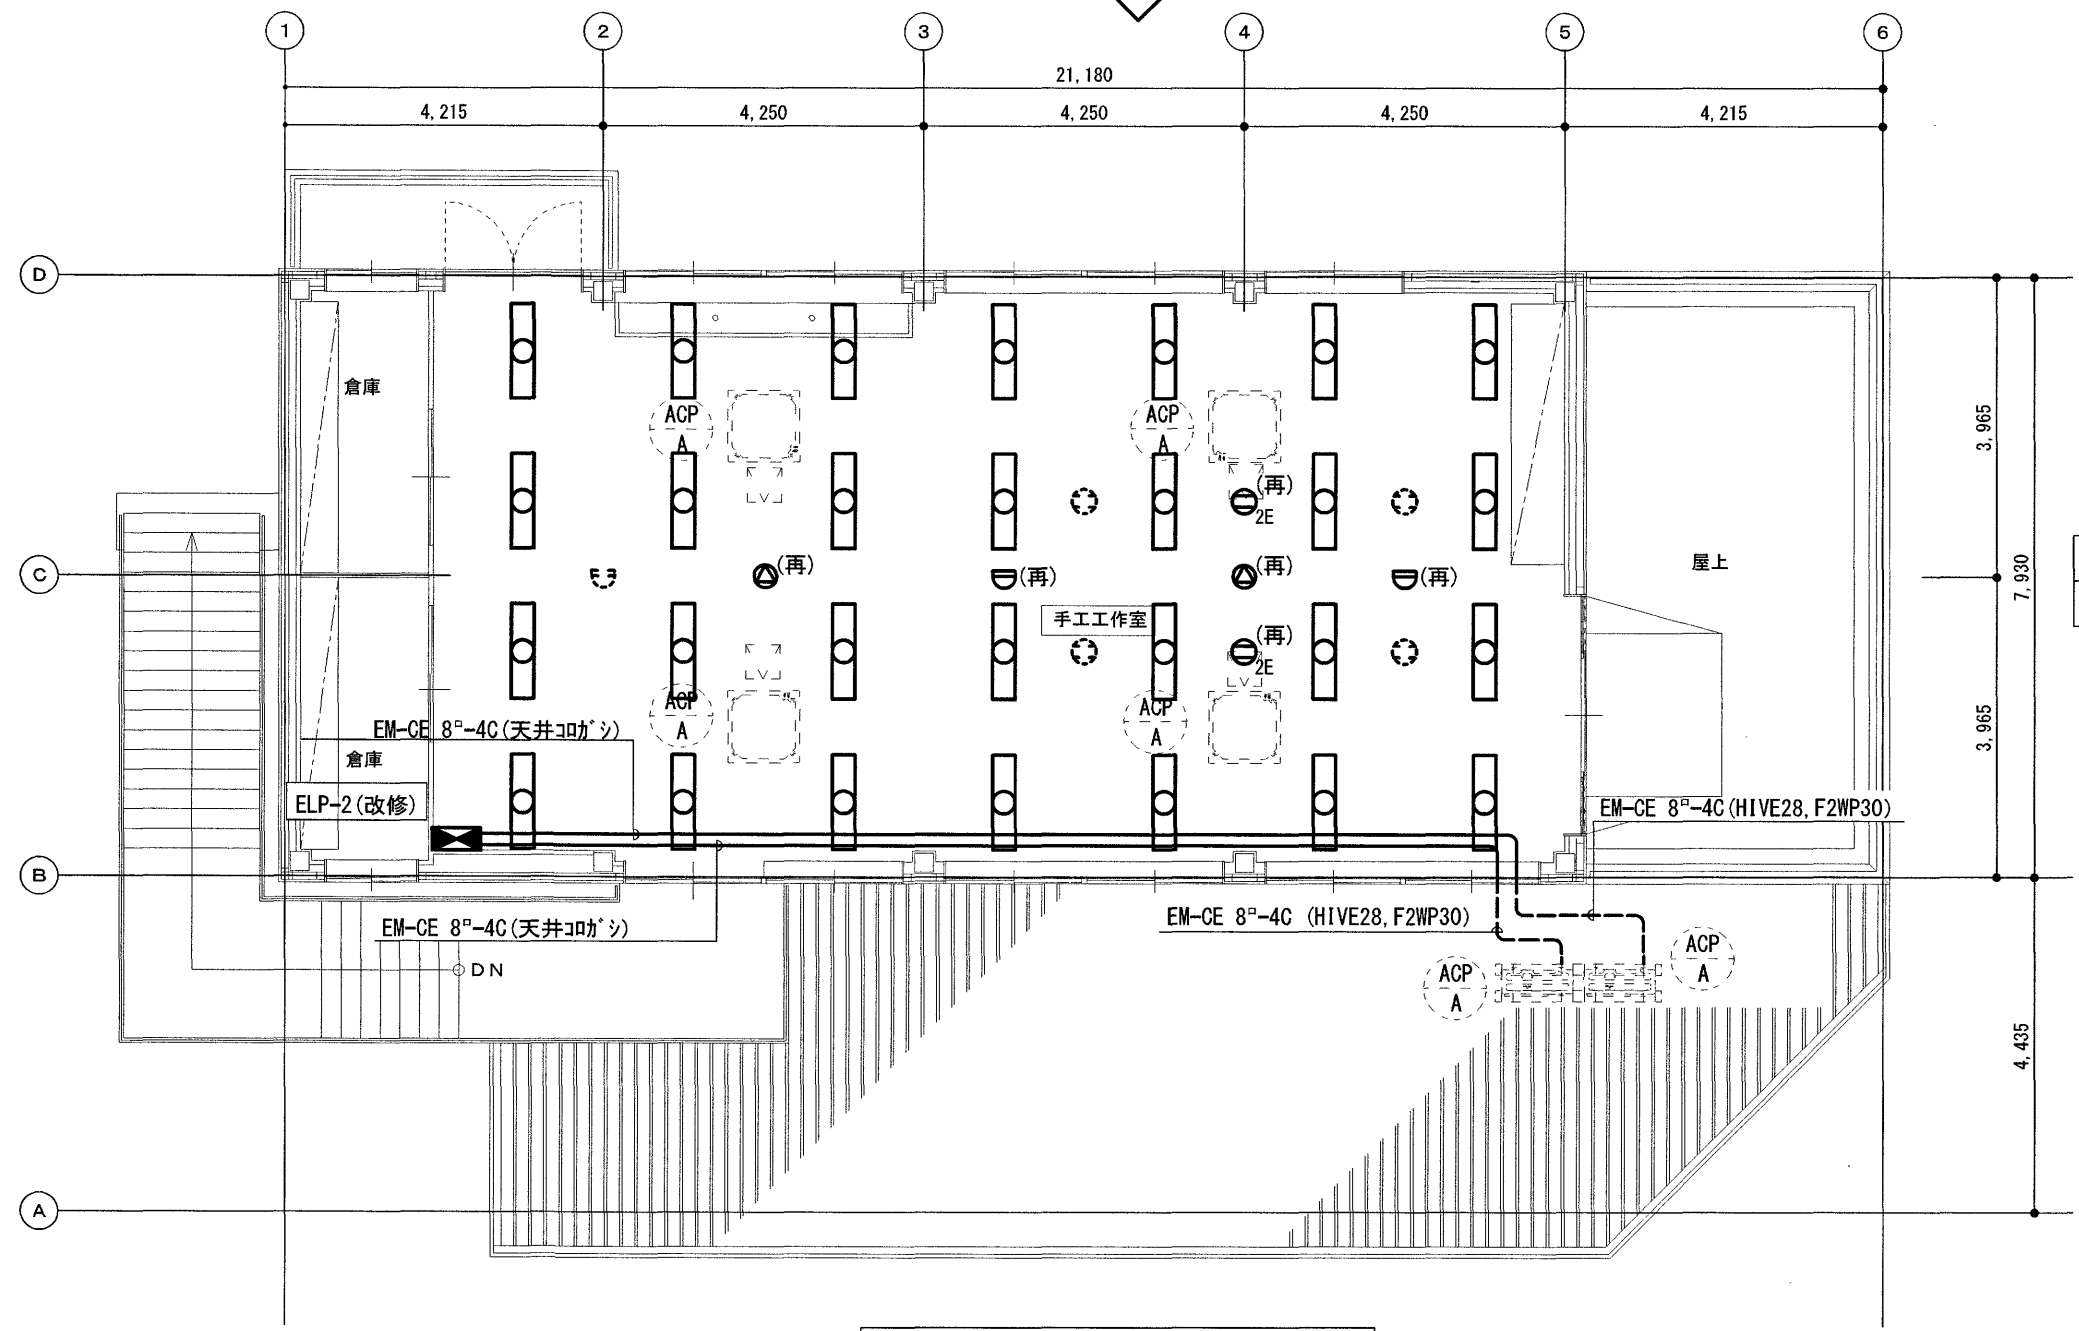 1 2 3 4 5 6
21,180
4,215 4,250 4,250 4,250 4,215
D
倉庫
ACP
A
ACP
A
3,965
(再)
2E
C
(再)
(再)
(再)
(再)
屋上
7,930
手工工作室
(再)
2E
ACP
A
ACP
A
EM-CE 8□-4C(天井ｺﾛｶﾞｼ)
3,965
倉庫
ELP-2(改修)
EM-CE 8□-4C(HIVE28,F2WP30)
B
EM-CE 8□-4C(天井ｺﾛｶﾞｼ)
EM-CE 8□-4C (HIVE28,F2WP30)
DN
ACP
A
ACP
A
4,435
A